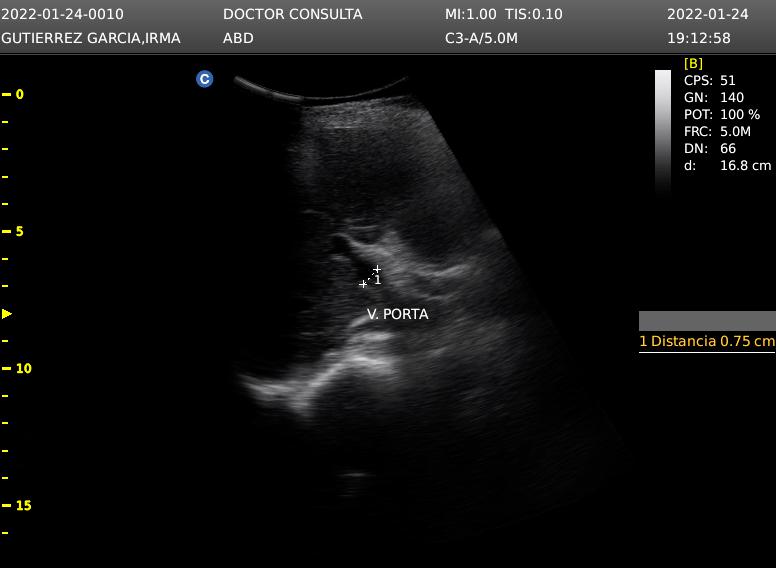 2022-01-24-0010 DOCTOR CONSULTA MI:1.00 TIS:0.10 2022-01-24
GUTIERREZ GARCIA,IRMA ABD C3-A/5.0M 19:12:58
C
[B]
CPS: 51
GN: 140
POT: 100 %
FRC: 5.0M
DN: 66
d: 16.8 cm
0
5
10
15
1
V. PORTA
1 Distancia 0.75 cm